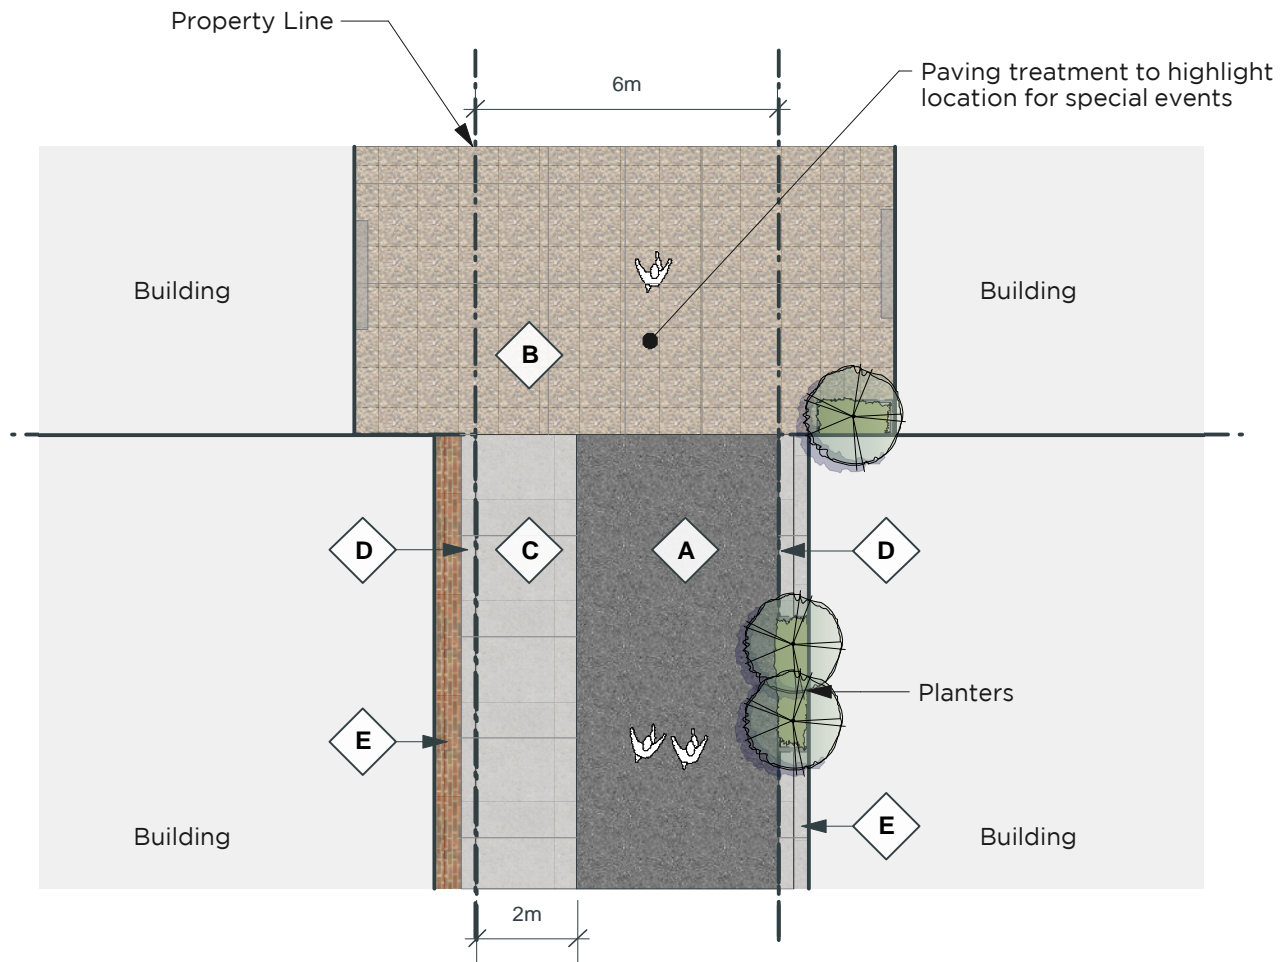 Property Line
6m
Paving treatment to highlight
location for special events
Building
Building
B
D
C
A
D
Planters
E
E
Building
Building
2m